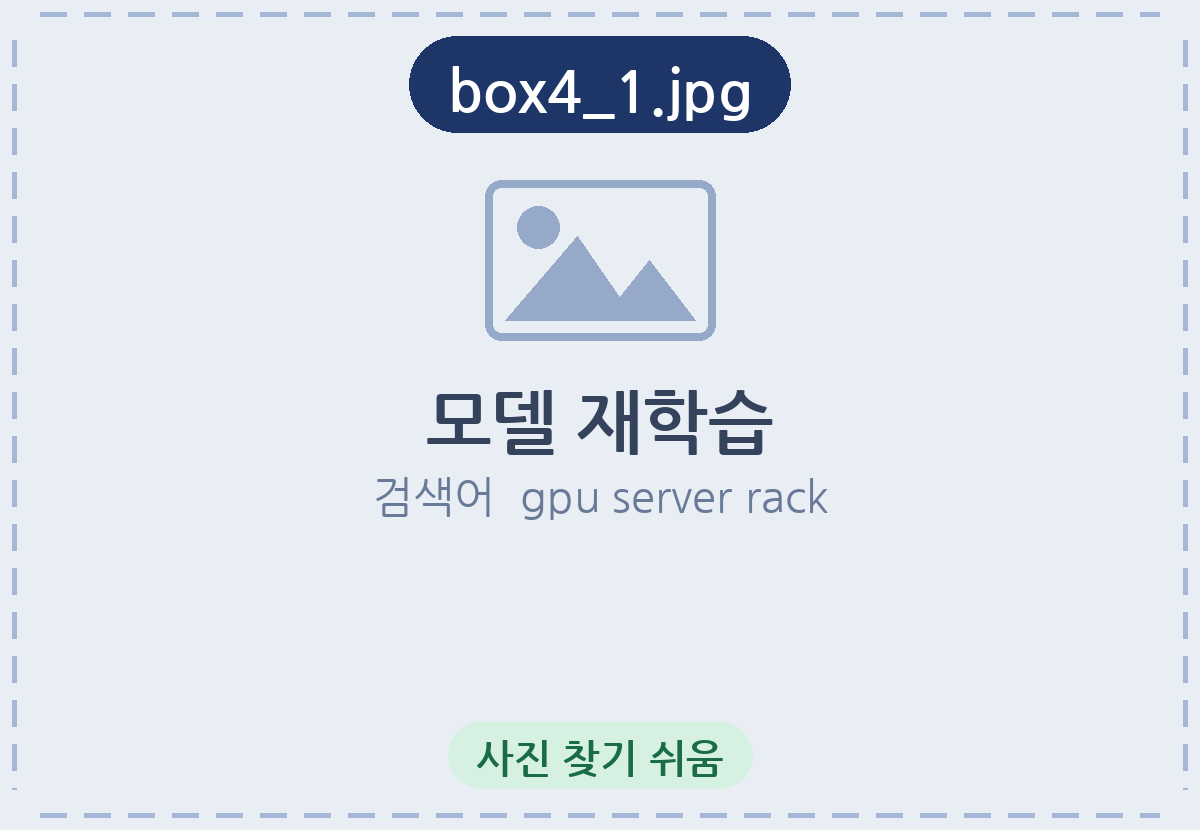 box4_1.jpg
모델 재학습
검색어 gpu server rack
사진 찾기 쉬움